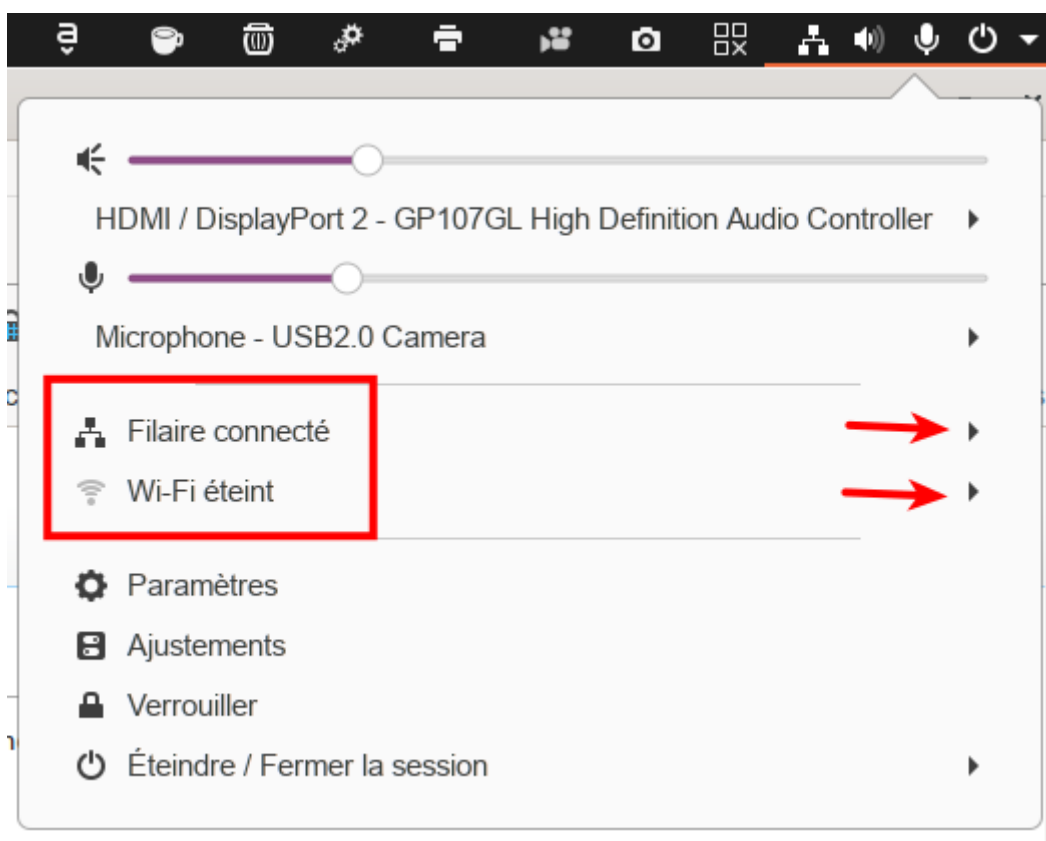 HDMI / DisplayPort 2 - GP107GL High Definition Audio Controller
Microphone - USB2.0 Camera
Filaire connecté
Wi-Fi éteint
Paramètres
Ajustements
Verrouiller
Éteindre / Fermer la session